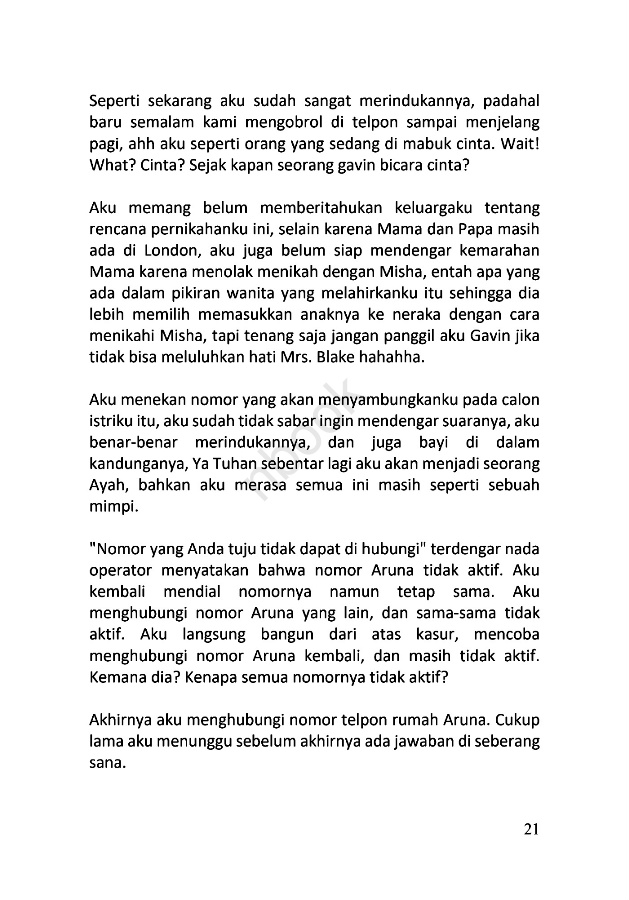 Seperti sekarang aku sudah sangat merindukannya, padahal
baru semalam kami mengobrol di telpon sampai menjelang
pagi, ahh aku seperti orang yang sedang di mabuk cinta. Wait!
What? Cinta? Sejak kapan seorang gavin bicara cinta?
Aku memang belum memberitahukan keluargaku tentang
rencana pernikahanku ini, selain karena Mama dan Papa masih
ada di London, aku juga belum siap mendengar kemarahan
Mama karena menolak menikah dengan Misha, entah apa yang
ada dalam pikiran wanita yang melahirkanku itu sehingga dia
lebih memilih memasukkan anaknya ke neraka dengan cara
menikahi Misha, tapi tenang saja jangan panggil aku Gavin jika
tidak bisa meluluhkan hati Mrs. Blake hahahha.
Aku menekan nomor yang akan menyambungkanku pada calon
istriku itu, aku sudah tidak sabar ingin mendengar suaranya, aku
benar-benar merindukannya, dan juga bayi di dalam
kandunganya, Ya Tuhan sebentar lagi aku akan menjadi seorang
Ayah, bahkan aku merasa semua ini masih seperti sebuah
mimpi.
"Nomor yang Anda tuju tidak dapat di hubungi" terdengar nada
operator menyatakan bahwa nomor Aruna tidak aktif. Aku
kembali mendial nomornya namun tetap sama. Aku
menghubungi nomor Aruna yang lain, dan sama-sama tidak
aktif. Aku langsung bangun dari atas kasur, mencoba
menghubungi nomor Aruna kembali, dan masih tidak aktif.
Kemana dia? Kenapa semua nomornya tidak aktif?
Akhirnya aku menghubungi nomor telpon rumah Aruna. Cukup
lama aku menunggu sebelum akhirnya ada jawaban di seberang
sana.
21